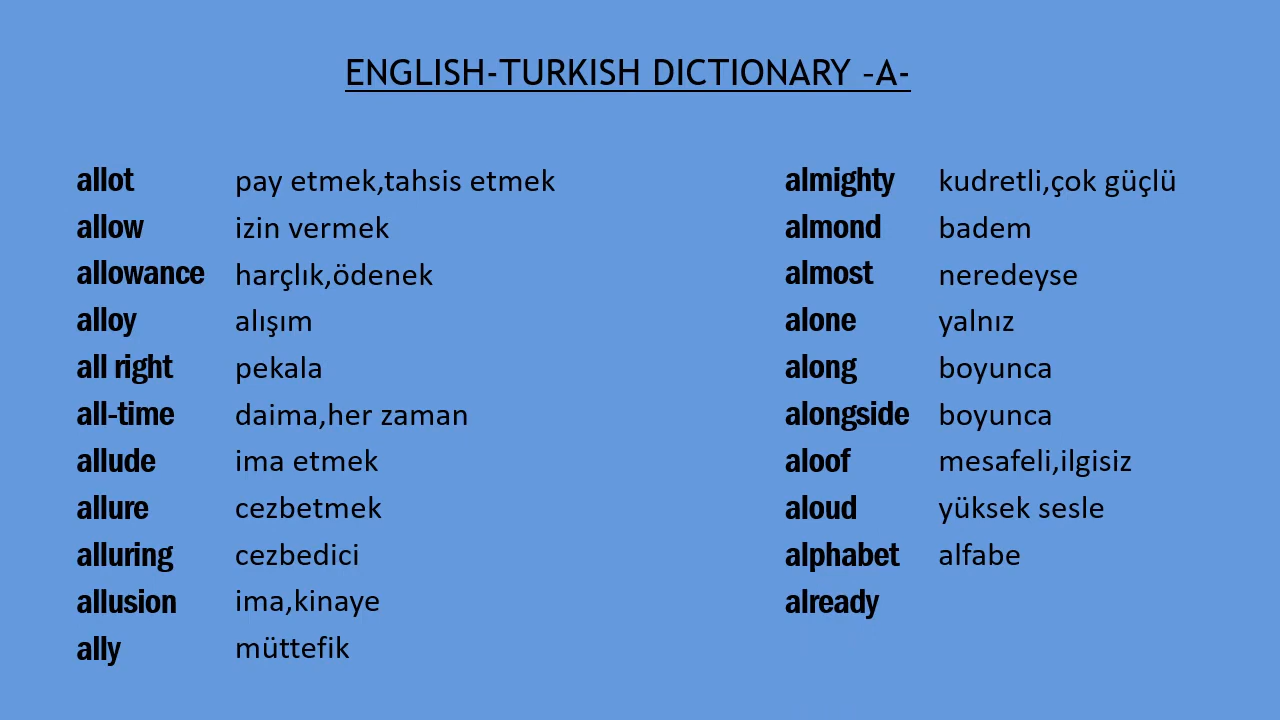 ENGLISH-TURKISH DICTIONARY –A-
allot pay etmek,tahsis etmek
allow izin vermek
allowance harçlık,ödenek
alloy alışım
all right pekala
all-time daima,her zaman
allude ima etmek
allure cezbetmek
alluring cezbedici
allusion ima,kinaye
ally müttefik
almighty kudretli,çok güçlü
almond badem
almost neredeyse
alone yalnız
along boyunca
alongside boyunca
aloof mesafeli,ilgisiz
aloud yüksek sesle
alphabet alfabe
already